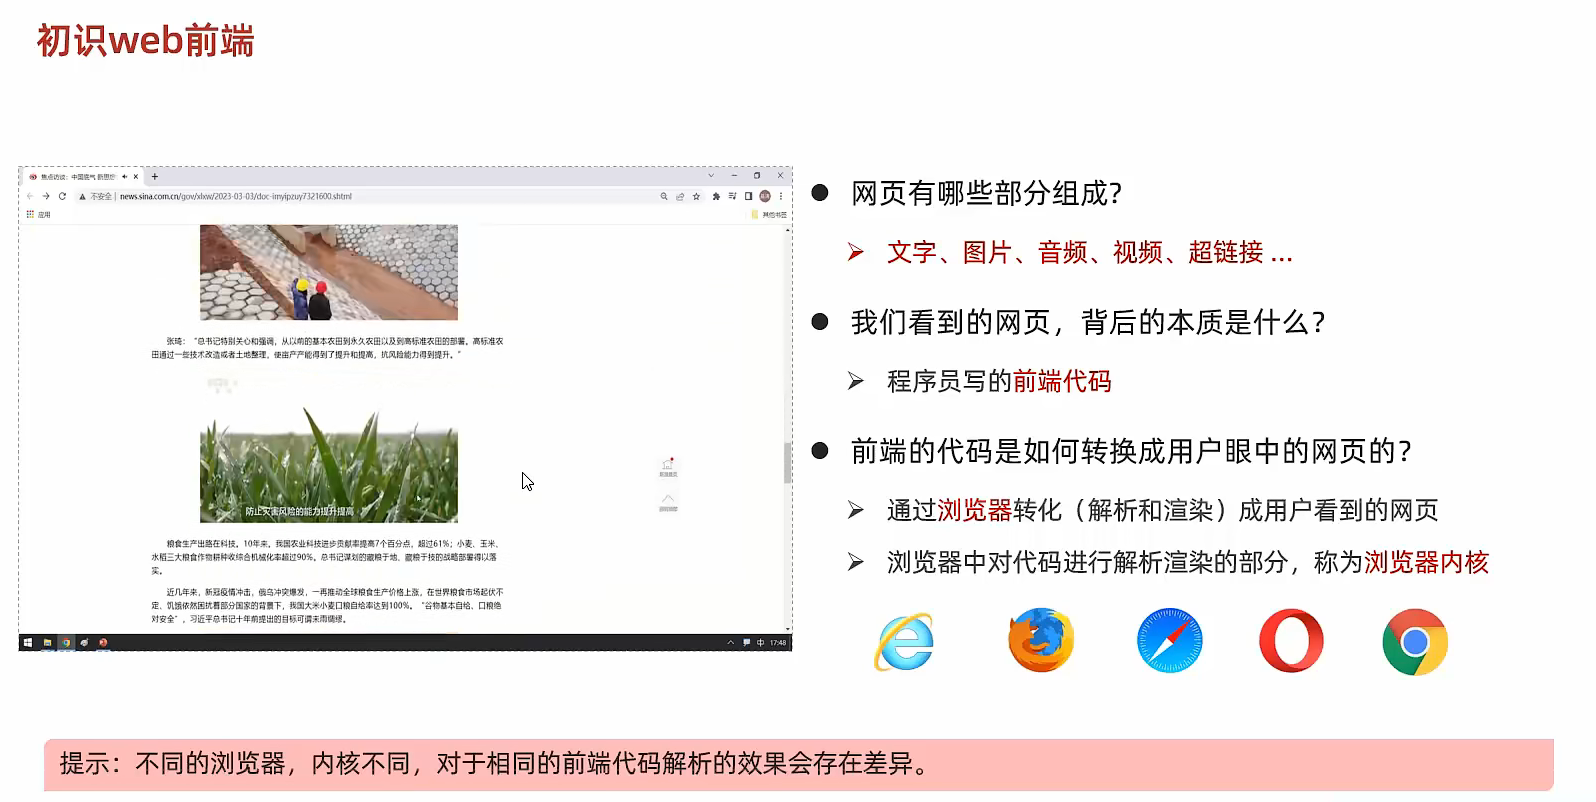 初识web前端
焦点访谈：中国底气 新思想
不安全 | news.sina.com.cn/gov/xlxw/2023-03-03/doc-imyipzuy7321600.shtml
应用
其他书签
张琦：“总书记特别关心和强调，从以前的基本农田到永久农田以及到高标准农田的部署。高标准农
田通过一些技术改造或者土地整理，使亩产产能得到了提升和提高，抗风险能力得到提升。”
防止灾害风险的能力提升提高
粮食生产出路在科技。10年来，我国农业科技进步贡献率提高7个百分点，超过61%；小麦、玉米、
水稻三大粮食作物耕种收综合机械化率超过90%。总书记谋划的藏粮于地、藏粮于技的战略部署得以落
实。
近几年来，新冠疫情冲击，俄乌冲突爆发，一再推动全球粮食生产价格上涨，在世界粮食市场起伏不
定、饥饿依然困扰着部分国家的背景下，我国大米小麦口粮自给率达到100%。“谷物基本自给、口粮绝
对安全”，习近平总书记十年前提出的目标可谓未雨绸缪。
中 17:48
网页有哪些部分组成？
文字、图片、音频、视频、超链接 ...
我们看到的网页，背后的本质是什么？
程序员写的前端代码
前端的代码是如何转换成用户眼中的网页的？
通过浏览器转化（解析和渲染）成用户看到的网页
浏览器中对代码进行解析渲染的部分，称为浏览器内核
提示：不同的浏览器，内核不同，对于相同的前端代码解析的效果会存在差异。